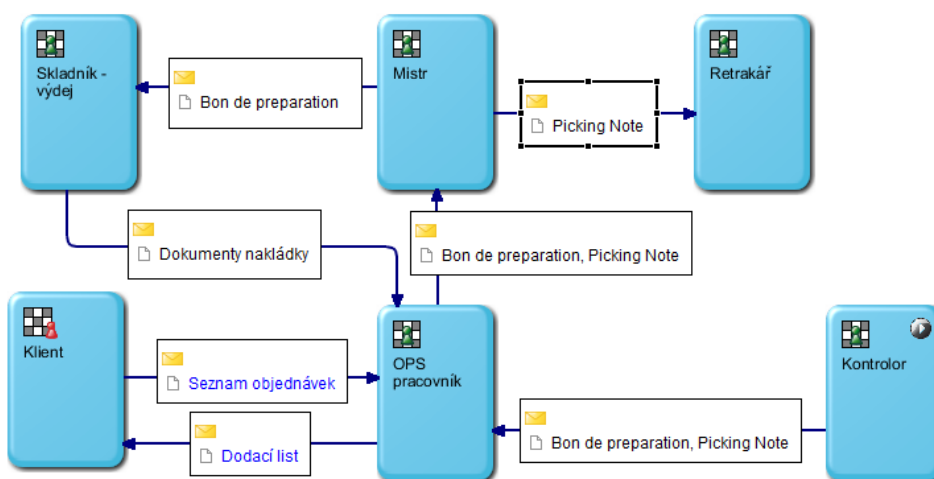 Skladník -
výdej
Bon de preparation
Mistr
Picking Note
Retrakář
Dokumenty nakládky
Bon de preparation, Picking Note
Klient
Seznam objednávek
Dodací list
OPS
pracovník
Bon de preparation, Picking Note
Kontrolor